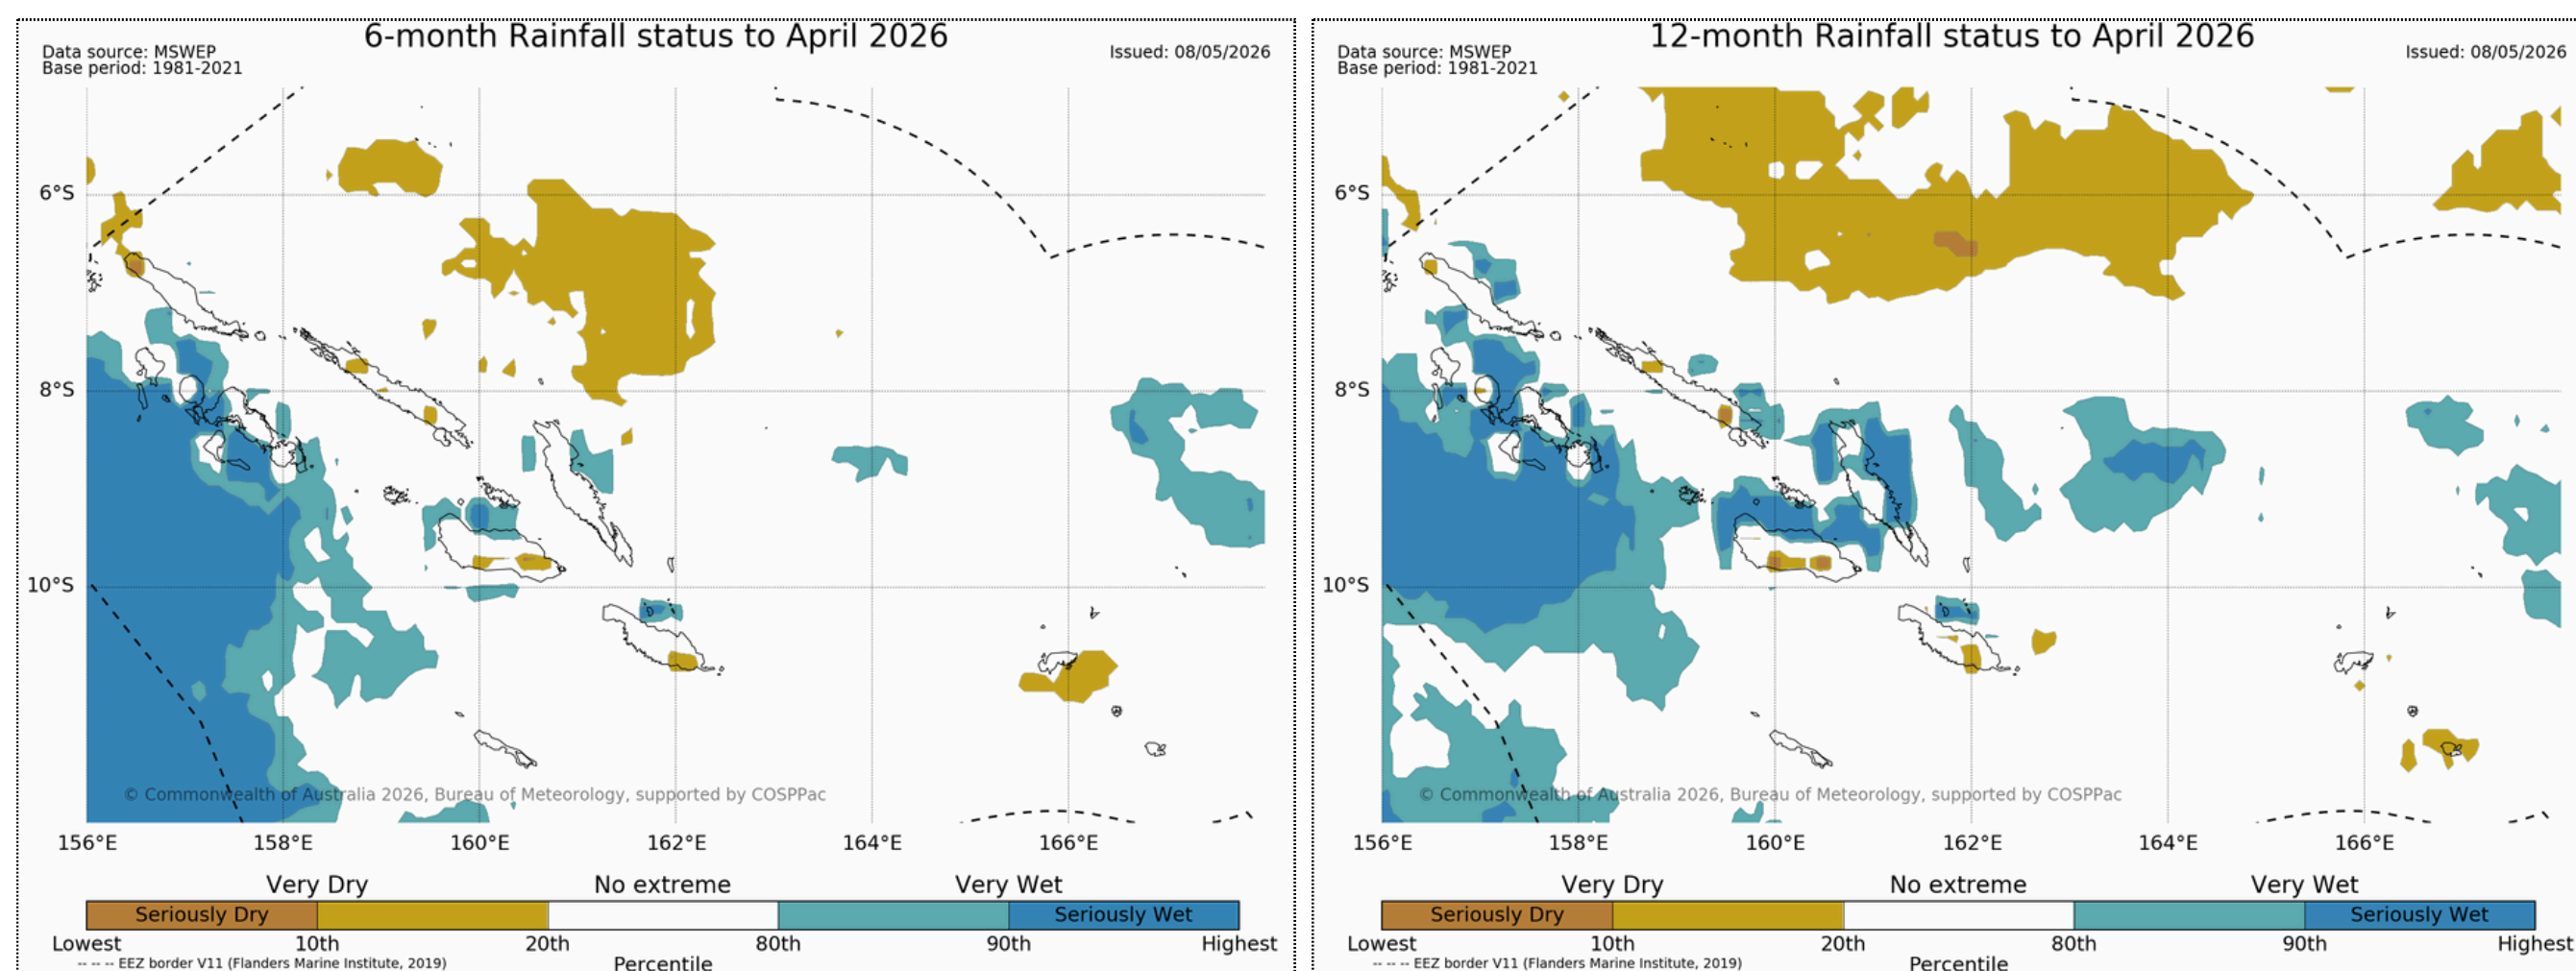 6-month Rainfall status to April 2026
Data source: MSWEP
Base period: 1981-2021
Issued: 08/05/2026
6°S
8°S
10°S
© Commonwealth of Australia 2026, Bureau of Meteorology, supported by COSPPac
156°E 158°E 160°E 162°E 164°E 166°E
Very Dry No extreme Very Wet
Seriously Dry Seriously Wet
Lowest 10th 20th 80th 90th Highest
-- -- -- EEZ border V11 (Flanders Marine Institute, 2019)
Percentile
12-month Rainfall status to April 2026
Data source: MSWEP
Base period: 1981-2021
Issued: 08/05/2026
6°S
8°S
10°S
© Commonwealth of Australia 2026, Bureau of Meteorology, supported by COSPPac
156°E 158°E 160°E 162°E 164°E 166°E
Very Dry No extreme Very Wet
Seriously Dry Seriously Wet
Lowest 10th 20th 80th 90th Highest
-- -- -- EEZ border V11 (Flanders Marine Institute, 2019)
Percentile